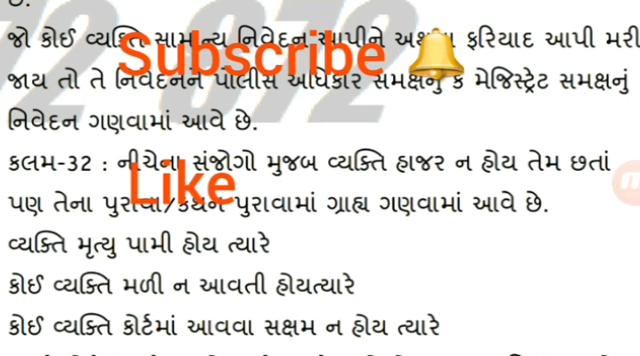 જો કોઈ વ્યક્તિ સામાન્ય નિવેદન આપીને અથવા ફરિયાદ આપી મરી
Subscribe
જાય તો તે નિવેદનને પોલીસ અધિકારી સમક્ષનું કે મેજિસ્ટ્રેટ સમક્ષનું
નિવેદન ગણવામાં આવે છે.
કલમ-32 : નીચેના સંજોગો મુજબ વ્યક્તિ હાજર ન હોય તેમ છતાં
Like
પણ તેના પુરાવા/કથન પુરાવામાં ગ્રાહ્ય ગણવામાં આવે છે.
વ્યક્તિ મૃત્યુ પામી હોય ત્યારે
કોઈ વ્યક્તિ મળી ન આવતી હોયત્યારે
કોઈ વ્યક્તિ કોર્ટમાં આવવા સક્ષમ ન હોય ત્યારે